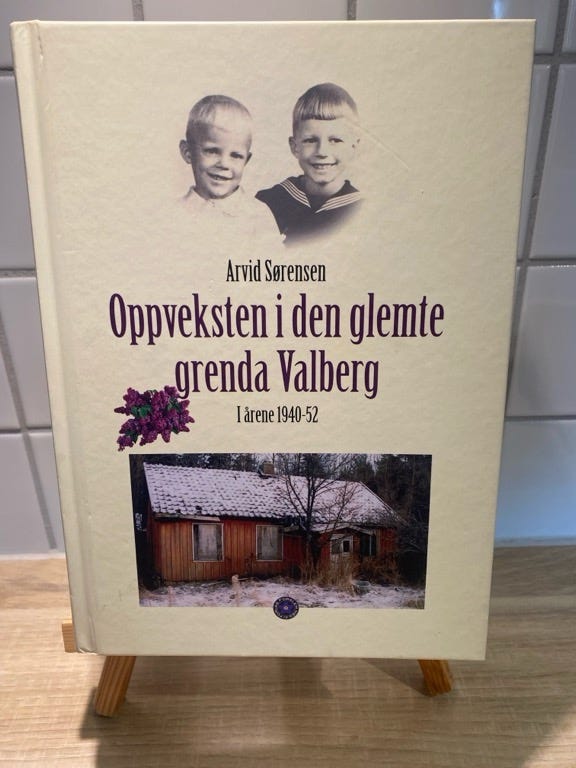 Arvid Sørensen
Oppveksten i den glemte
grenda Valberg
I årene 1940-52